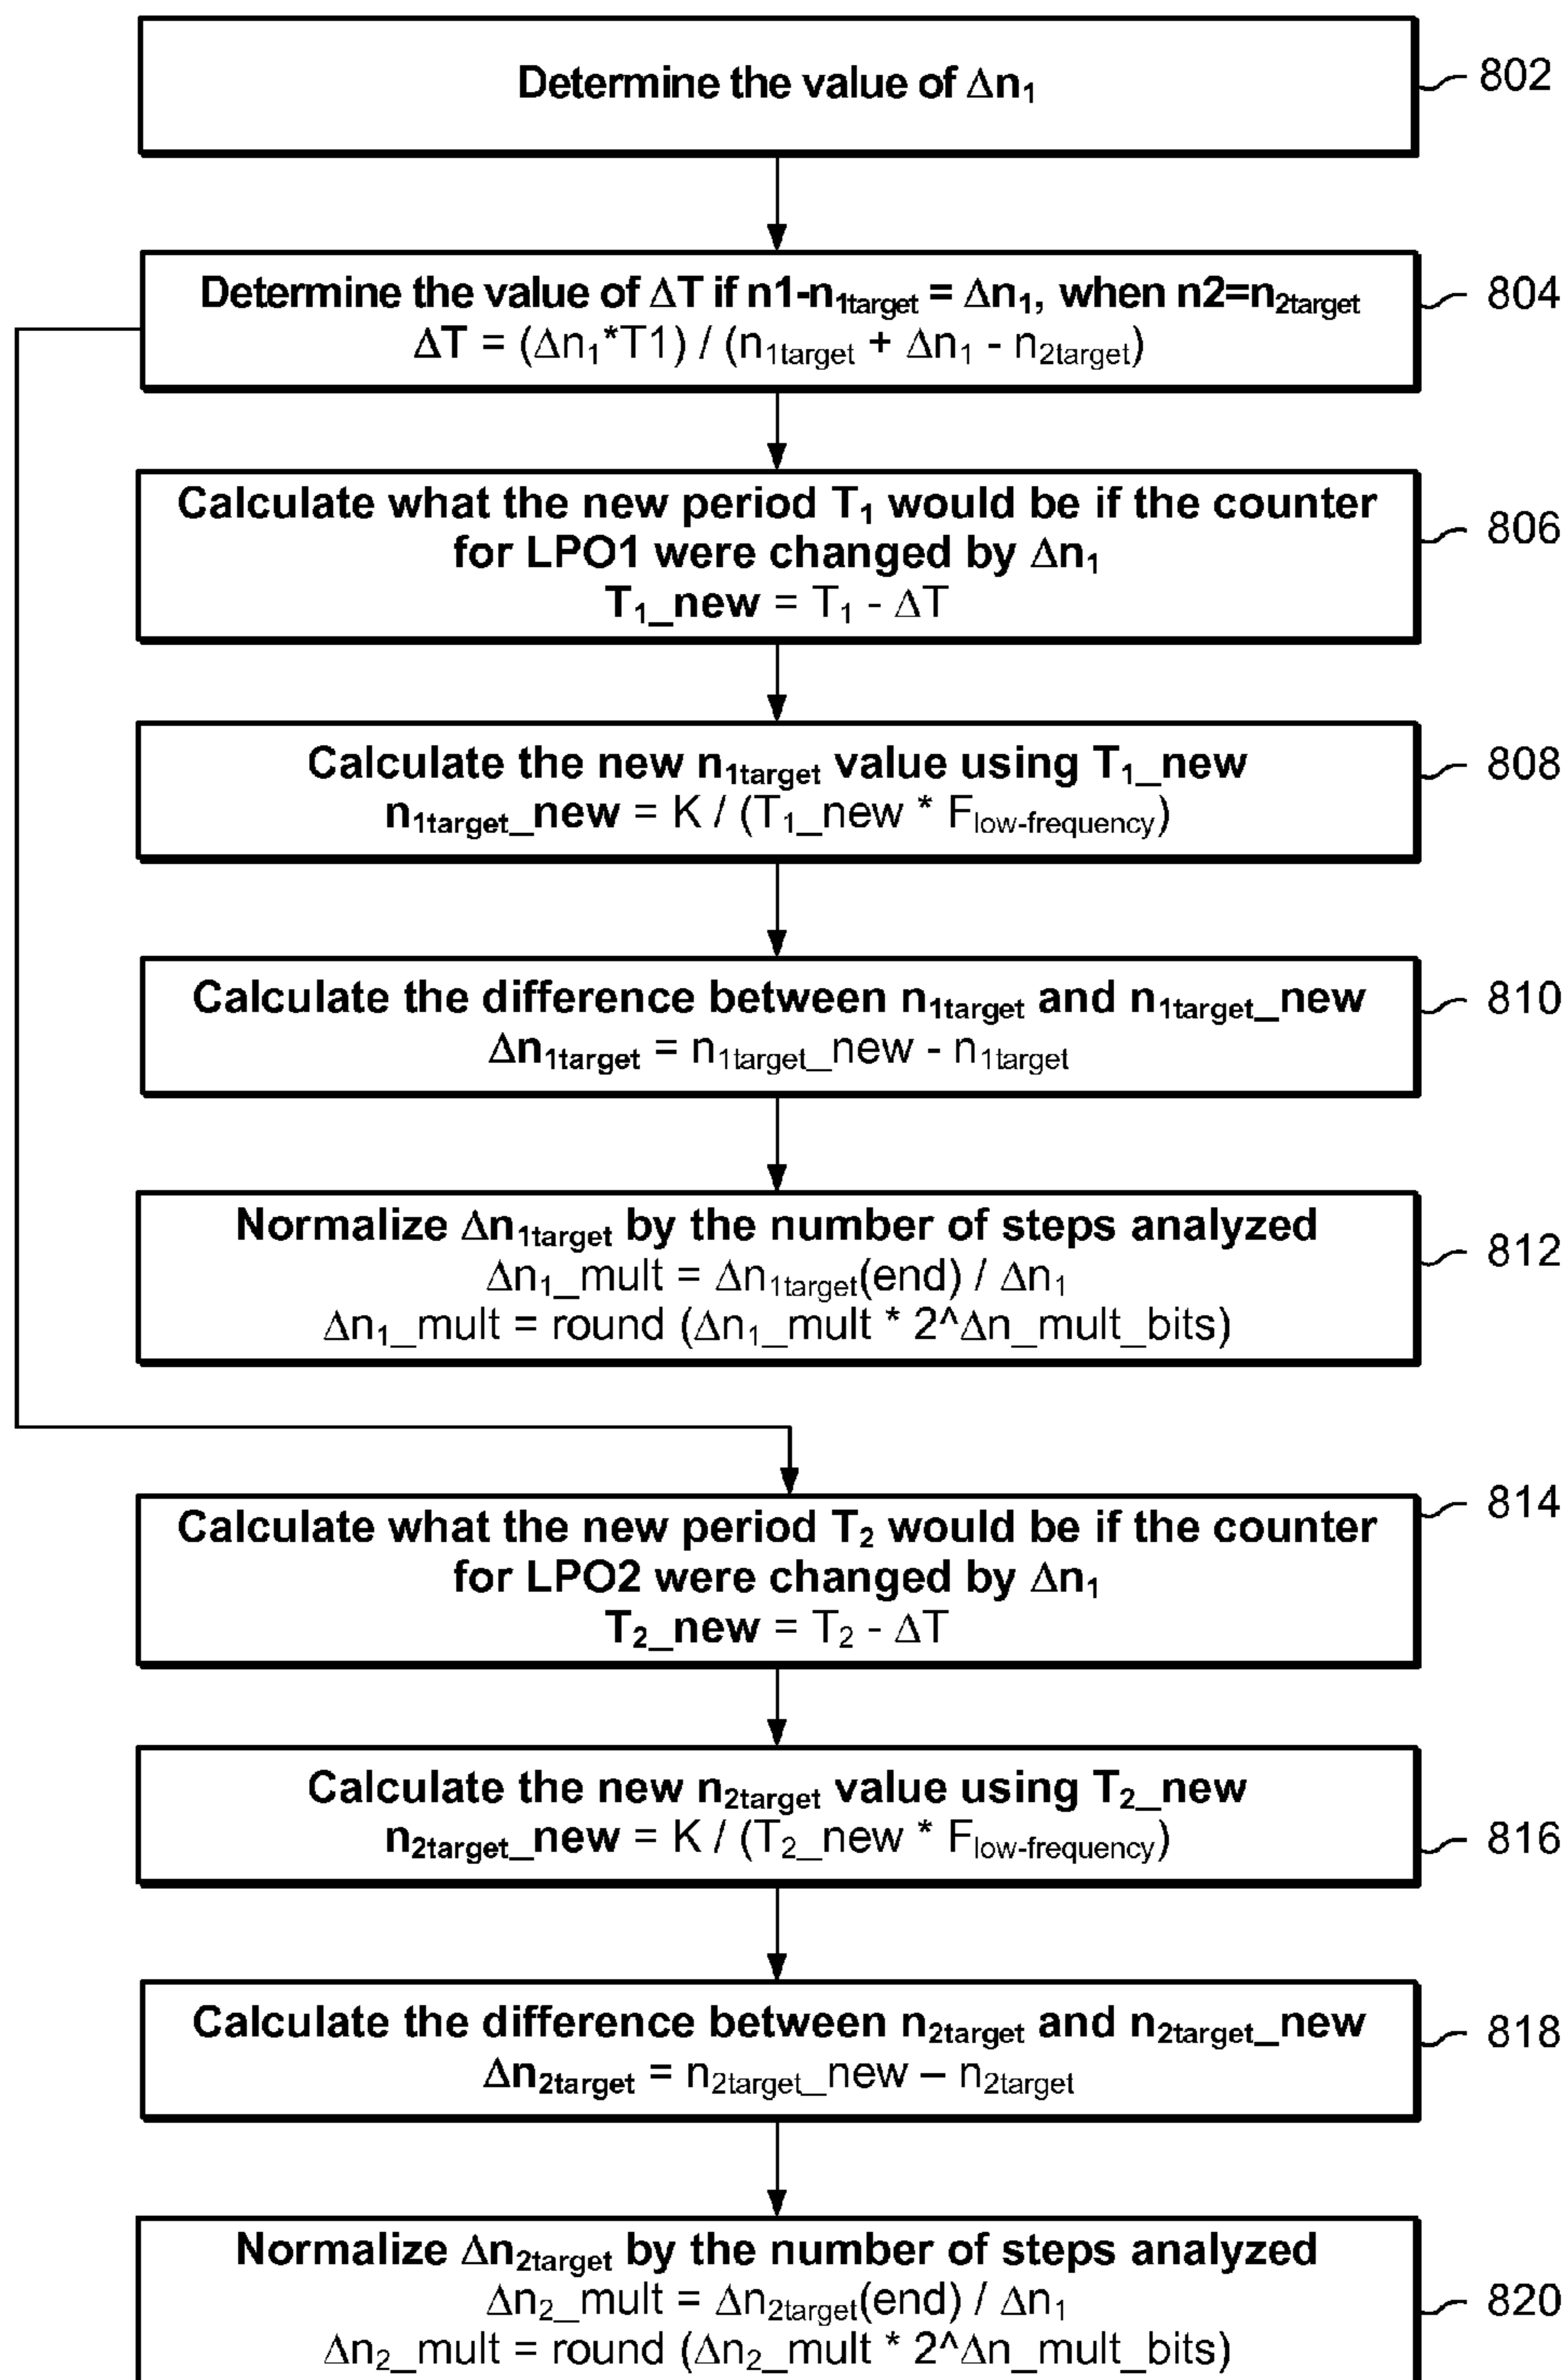 Determine the value of Δn₁
802
Determine the value of ΔT if n1-n₁target = Δn₁, when n2=n₂target
804
ΔT = (Δn₁*T1) / (n₁target + Δn₁ - n₂target)
Calculate what the new period T₁ would be if the counter
806
for LPO1 were changed by Δn₁
T₁_new = T₁ - ΔT
Calculate the new n₁target value using T₁_new
808
n₁target_new = K / (T₁_new * Flow-frequency)
Calculate the difference between n₁target and n₁target_new
810
Δn₁target = n₁target_new - n₁target
Normalize Δn₁target by the number of steps analyzed
812
Δn₁_mult = Δn₁target(end) / Δn₁
Δn₁_mult = round (Δn₁_mult * 2^Δn_mult_bits)
Calculate what the new period T₂ would be if the counter
814
for LPO2 were changed by Δn₁
T₂_new = T₂ - ΔT
Calculate the new n₂target value using T₂_new
n₂target_new = K / (T₂_new * Flow-frequency)
816
Calculate the difference between n₂target and n₂target_new
818
Δn₂target = n₂target_new – n₂target
Normalize Δn₂target by the number of steps analyzed
Δn₂_mult = Δn₂target(end) / Δn₁
820
Δn₂_mult = round (Δn₂_mult * 2^Δn_mult_bits)